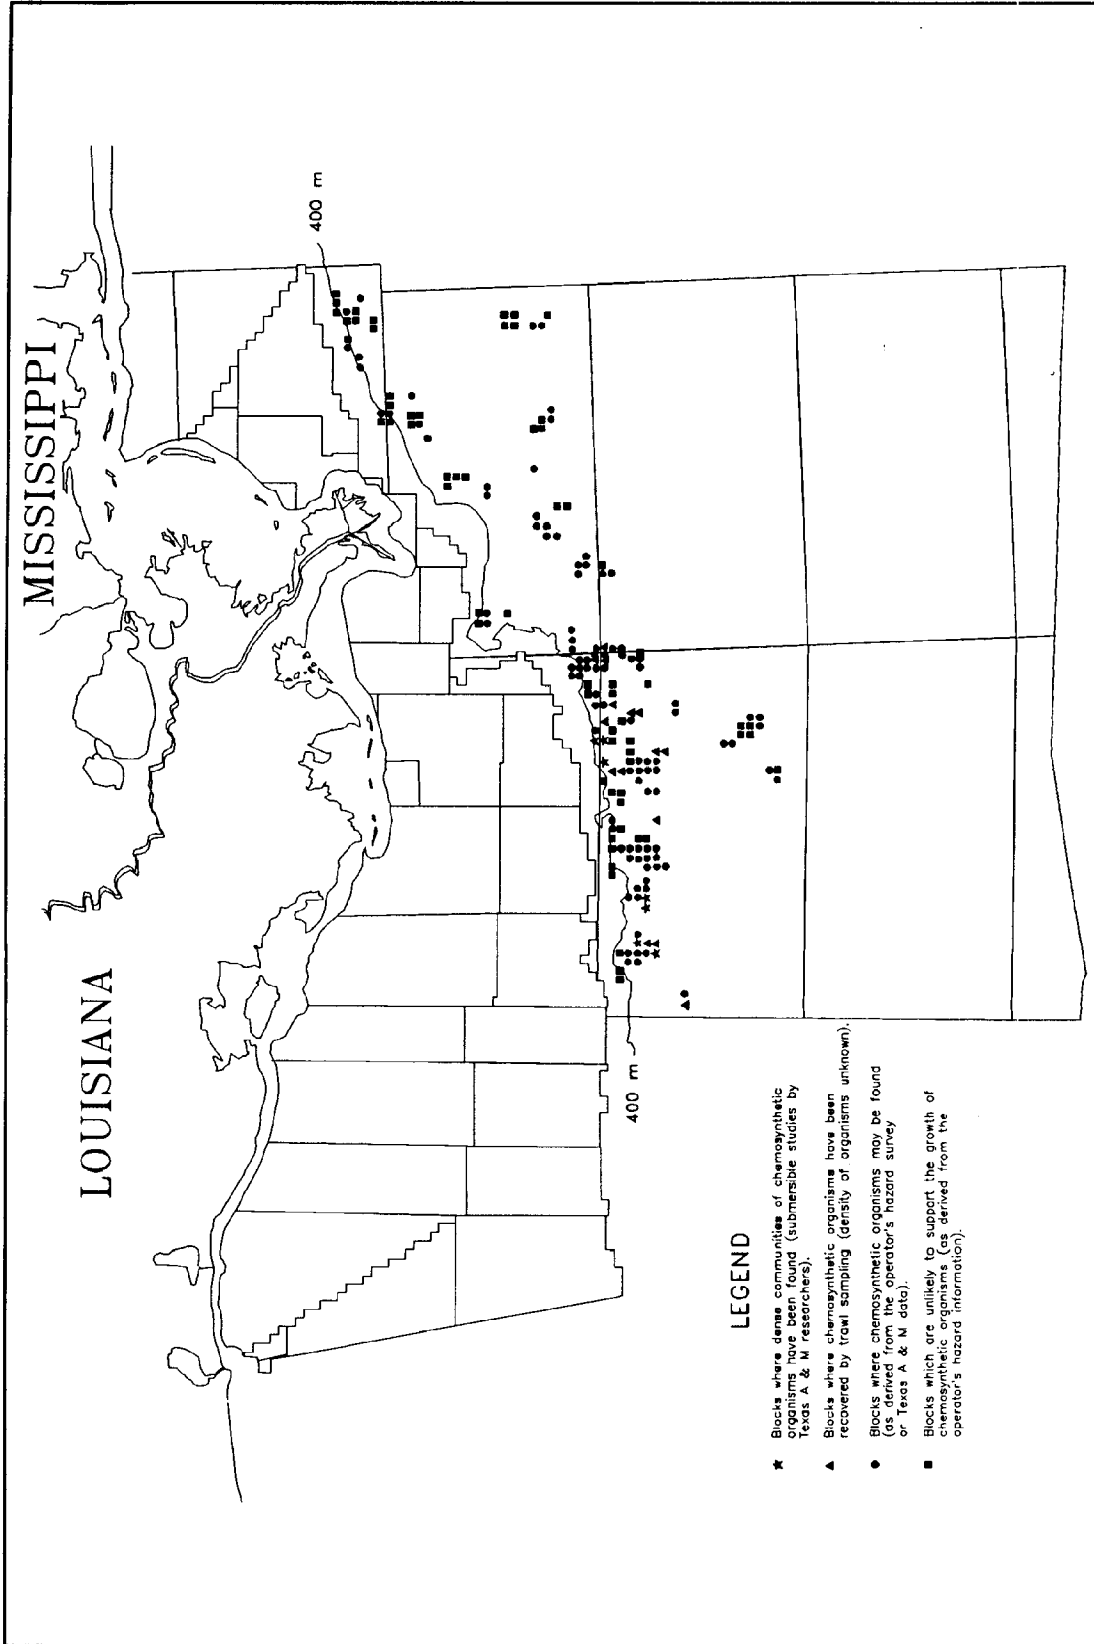 MISSISSIPPI
LOUISIANA
400 m
400 m
LEGEND
★ Blocks where dense communities of chemosynthetic
organisms have been found (submersible studies by
Texas A & M researchers).
▲ Blocks where chemosynthetic organisms have been
recovered by trawl sampling (density of organisms unknown).
● Blocks where chemosynthetic organisms may be found
(as derived from the operator's hazard survey
or Texas A & M data).
■ Blocks which are unlikely to support the growth of
chemosynthetic organisms (as derived from the
operator's hazard information).